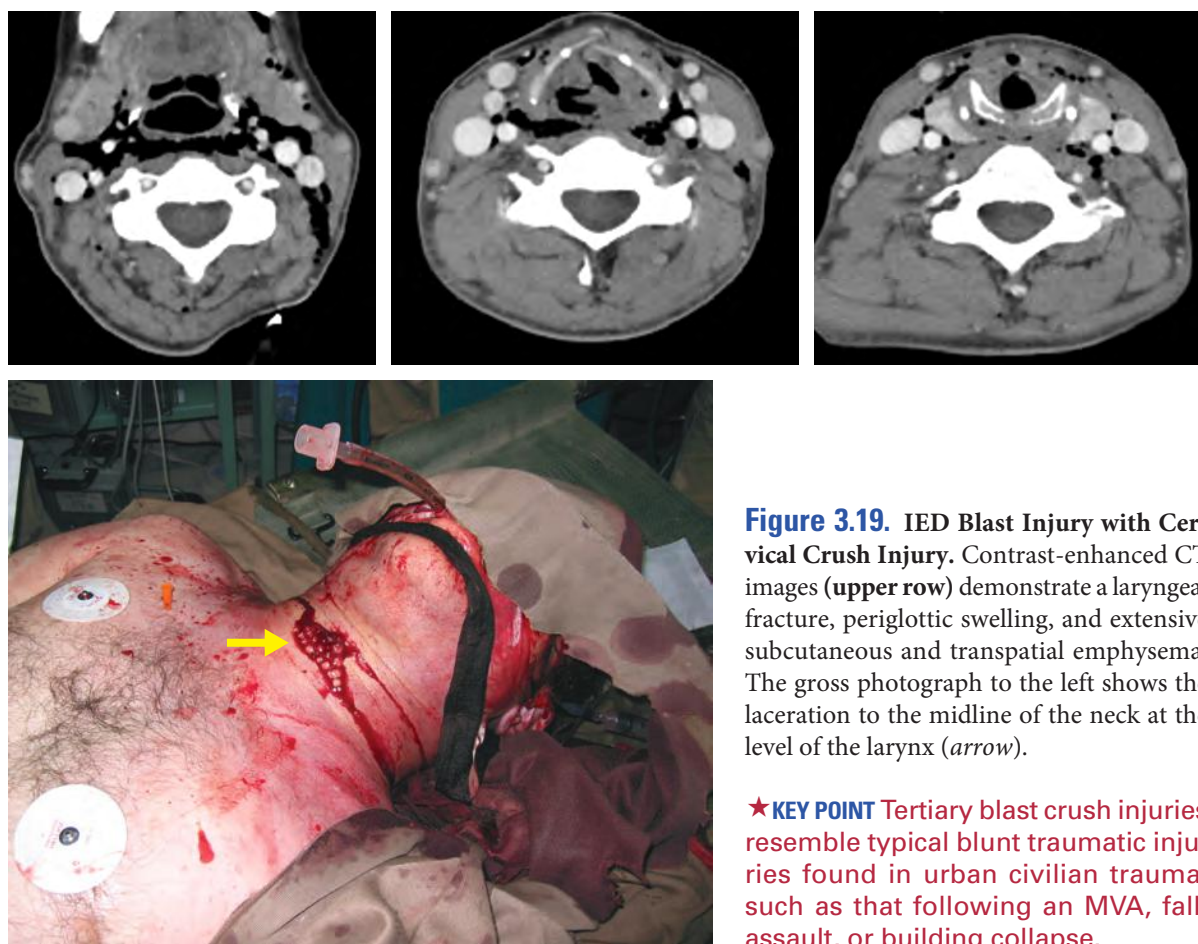 Figure 3.19. IED Blast Injury with Cer
vical Crush Injury. Contrast-enhanced CT
images (upper row) demonstrate a laryngea
fracture, periglottic swelling, and extensive
subcutaneous and transpatial emphysema
The gross photograph to the left shows the
laceration to the midline of the neck at the
level of the larynx (arrow).
★KEY POINT Tertiary blast crush injuries
resemble typical blunt traumatic inju
ries found in urban civilian trauma
such as that following an MVA, fall
assault, or building collapse.